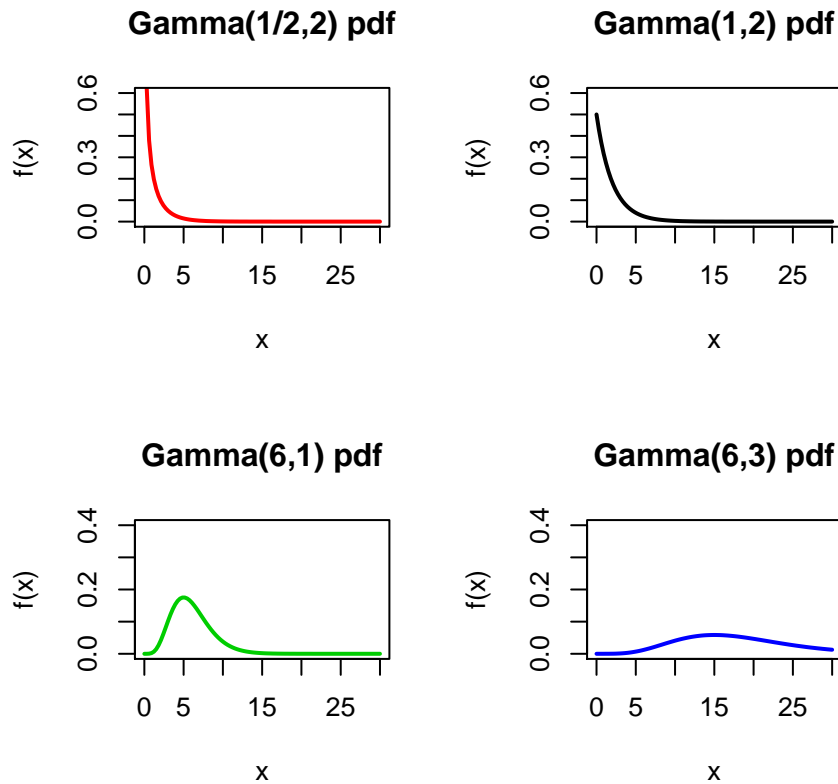 Gamma(1/2,2) pdf
f(x)
0.6
0.3
0.0
0 5 15 25
x
Gamma(1,2) pdf
f(x)
0.6
0.3
0.0
0 5 15 25
x
Gamma(6,1) pdf
f(x)
0.4
0.2
0.0
0 5 15 25
x
Gamma(6,3) pdf
f(x)
0.4
0.2
0.0
0 5 15 25
x